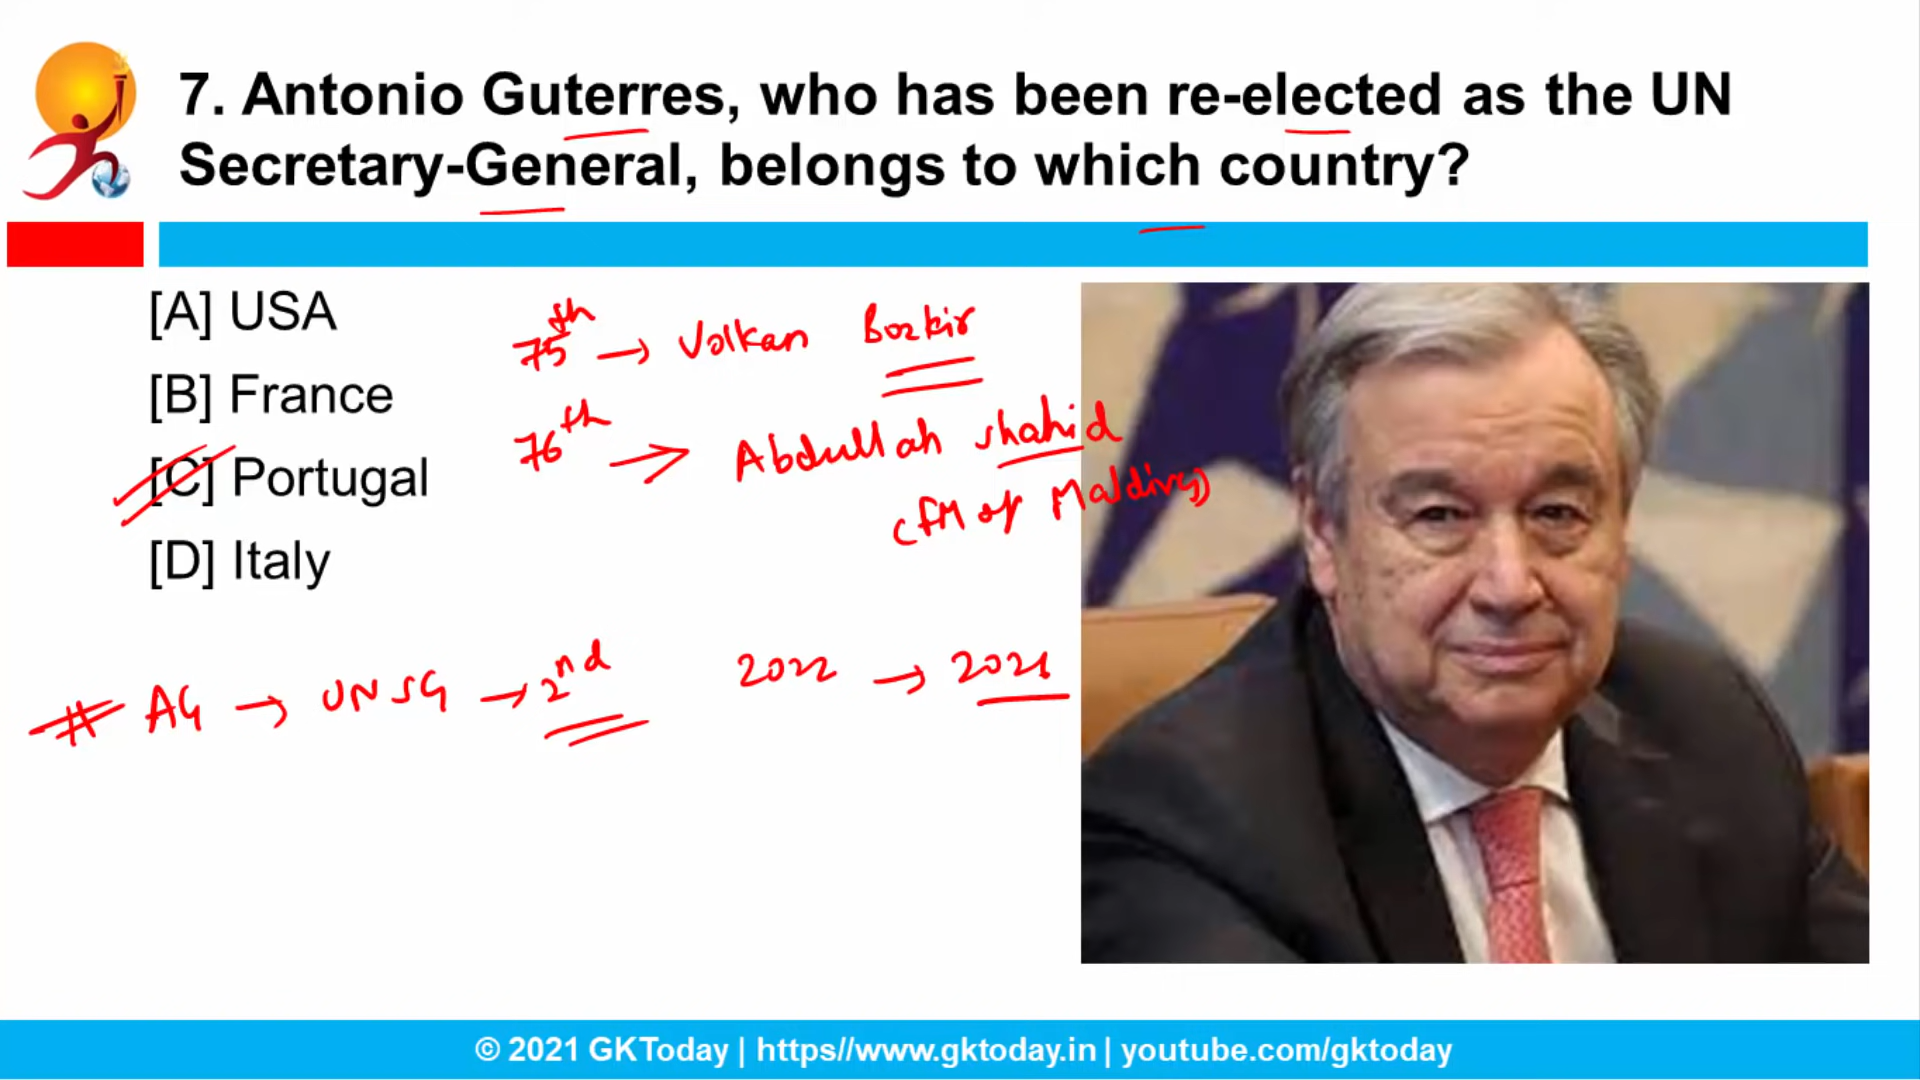 7. Antonio Guterres, who has been re-elected as the UN
Secretary-General, belongs to which country?
[A] USA
[B] France
[C] Portugal
[D] Italy
75th → Volkan Bozkir
76th → Abdullah shahid
(FM of Maldives)
# AG → UNSG → 2nd 2022 →
© 2021 GKToday | https//www.gktoday.in | youtube.com/gktoday